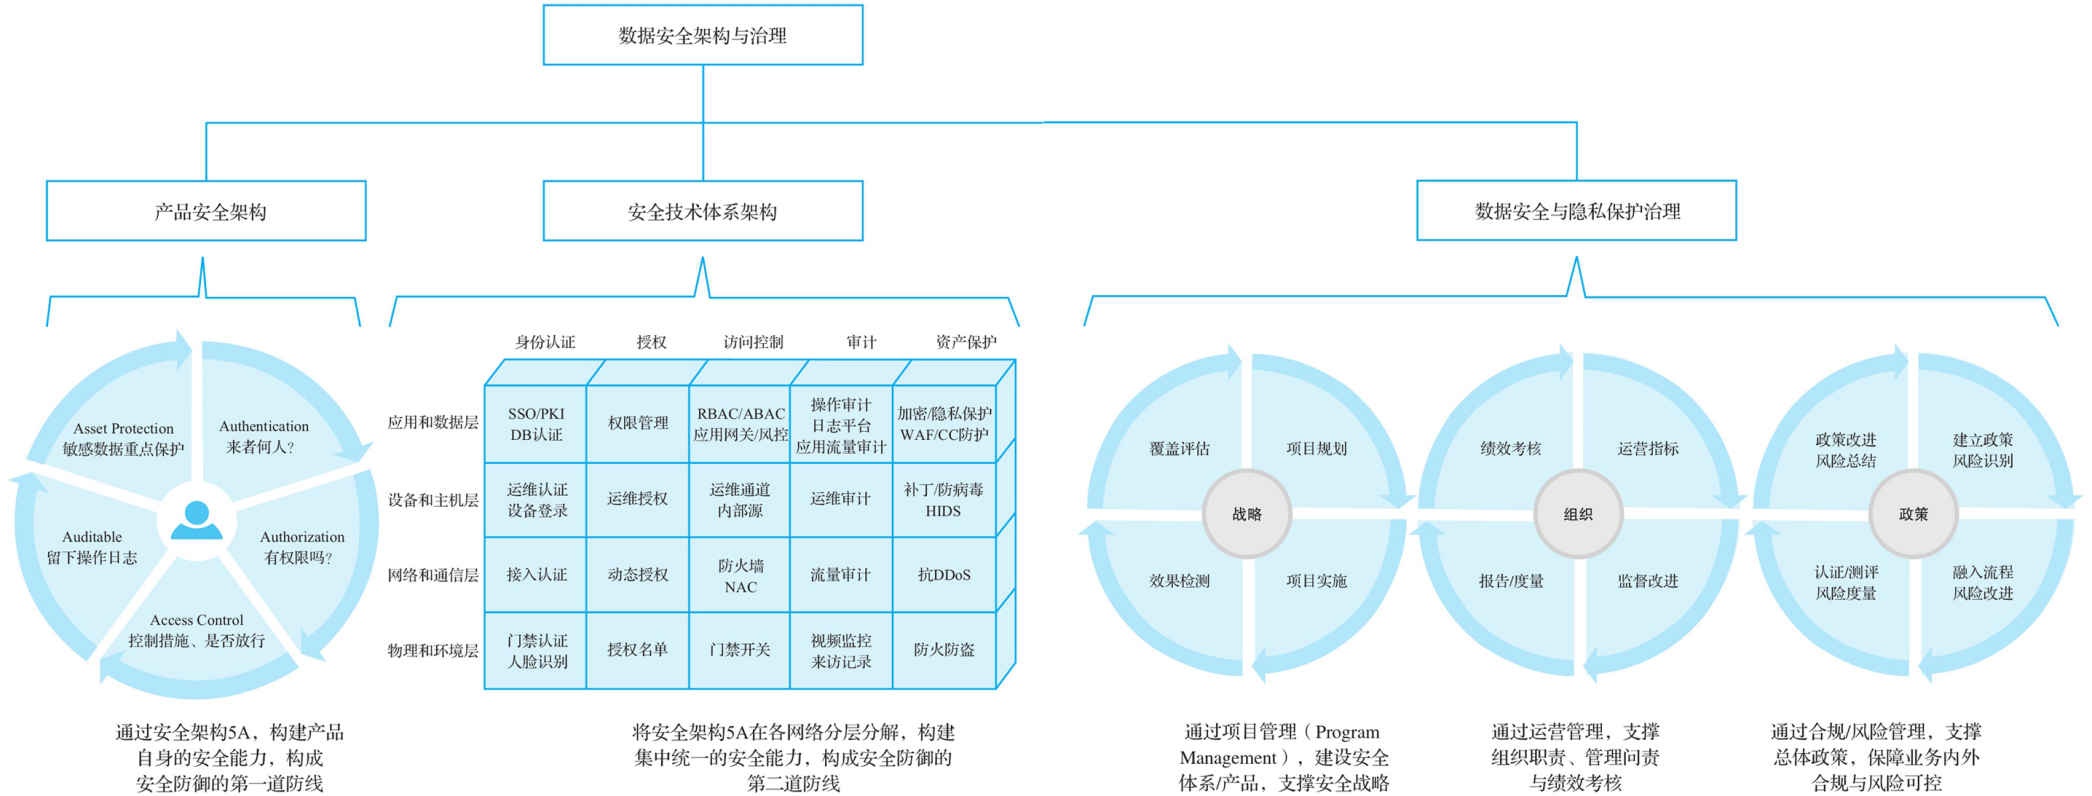 数据安全架构与治理
产品安全架构
安全技术体系架构
数据安全与隐私保护治理
Asset Protection
敏感数据重点保护
Authentication
来者何人？
Auditable
留下操作日志
Authorization
有权限吗？
Access Control
控制措施、是否放行
通过安全架构5A，构建产品
自身的安全能力，构成
安全防御的第一道防线
身份认证 授权 访问控制 审计 资产保护
应用和数据层
SSO/PKI
DB认证
权限管理
RBAC/ABAC
应用网关/风控
操作审计
日志平台
应用流量审计
加密/隐私保护
WAF/CC防护
设备和主机层
运维认证
设备登录
运维授权
运维通道
内部源
运维审计
补丁/防病毒
HIDS
网络和通信层
接入认证
动态授权
防火墙
NAC
流量审计
抗DDoS
物理和环境层
门禁认证
人脸识别
授权名单
门禁开关
视频监控
来访记录
防火防盗
将安全架构5A在各网络分层分解，构建
集中统一的安全能力，构成安全防御的
第二道防线
覆盖评估
项目规划
战略
效果检测
项目实施
通过项目管理（Program
Management），建设安全
体系/产品，支撑安全战略
绩效考核
运营指标
组织
报告/度量
监督改进
通过运营管理，支撑
组织职责、管理问责
与绩效考核
政策改进
风险总结
建立政策
风险识别
政策
认证/测评
风险度量
融入流程
风险改进
通过合规/风险管理，支撑
总体政策，保障业务内外
合规与风险可控